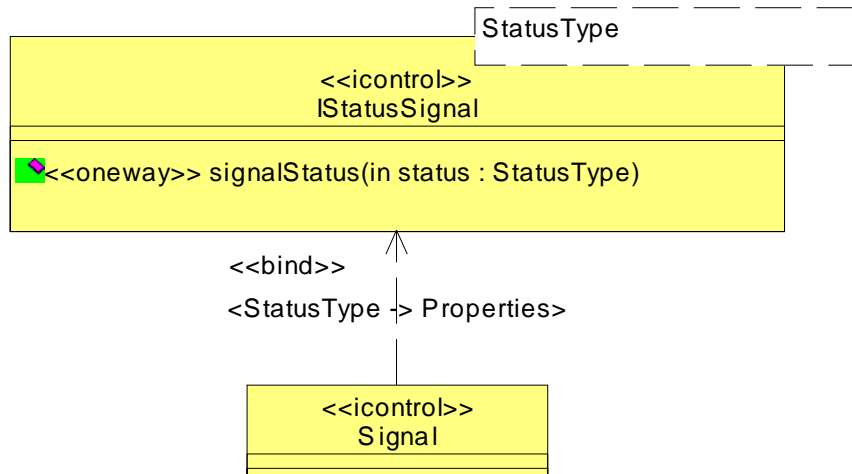 StatusType
<<icontrol>>
IStatusSignal
<<oneway>> signalStatus(in status : StatusType)
<<bind>>
<StatusType -> Properties>
<<icontrol>>
Signal